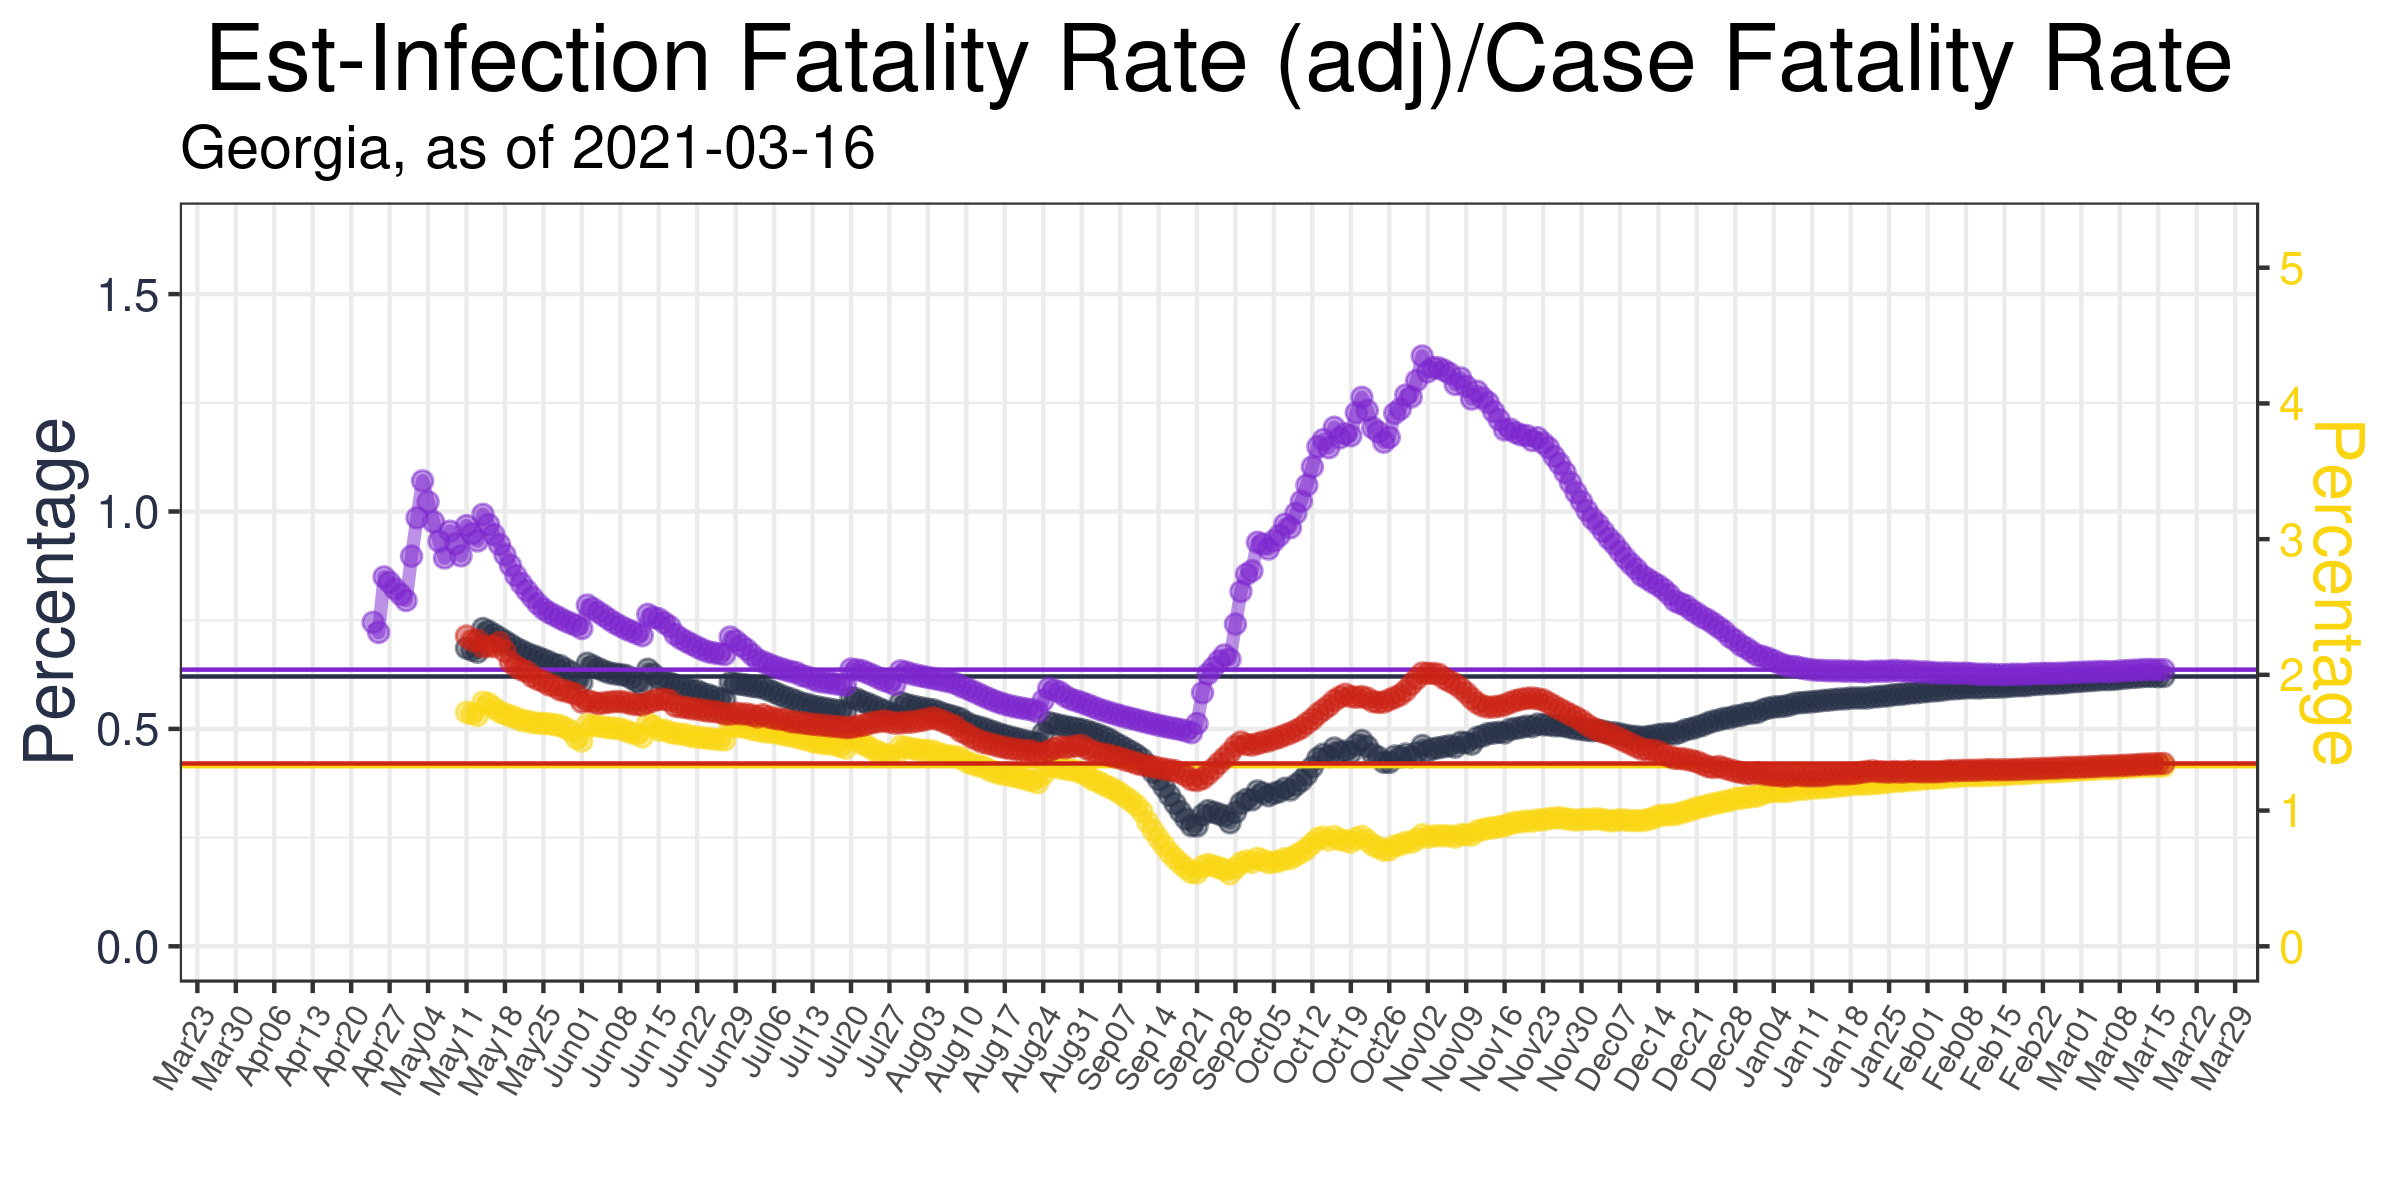 Est-Infection Fatality Rate (adj)/Case Fatality Rate
Georgia, as of 2021-03-16
Percentage
1.5
1.0
0.5
0.0
5
4
3
2
1
0
Percentage
Mar23
Mar30
Apr06
Apr13
Apr20
Apr27
May04
May11
May18
May25
Jun01
Jun08
Jun15
Jun22
Jun29
Jul06
Jul13
Jul20
Jul27
Aug03
Aug10
Aug17
Aug24
Aug31
Sep07
Sep14
Sep21
Sep28
Oct05
Oct12
Oct19
Oct26
Nov02
Nov09
Nov16
Nov23
Nov30
Dec07
Dec14
Dec21
Dec28
Jan04
Jan11
Jan18
Jan25
Feb01
Feb08
Feb15
Feb22
Mar01
Mar08
Mar15
Mar22
Mar29